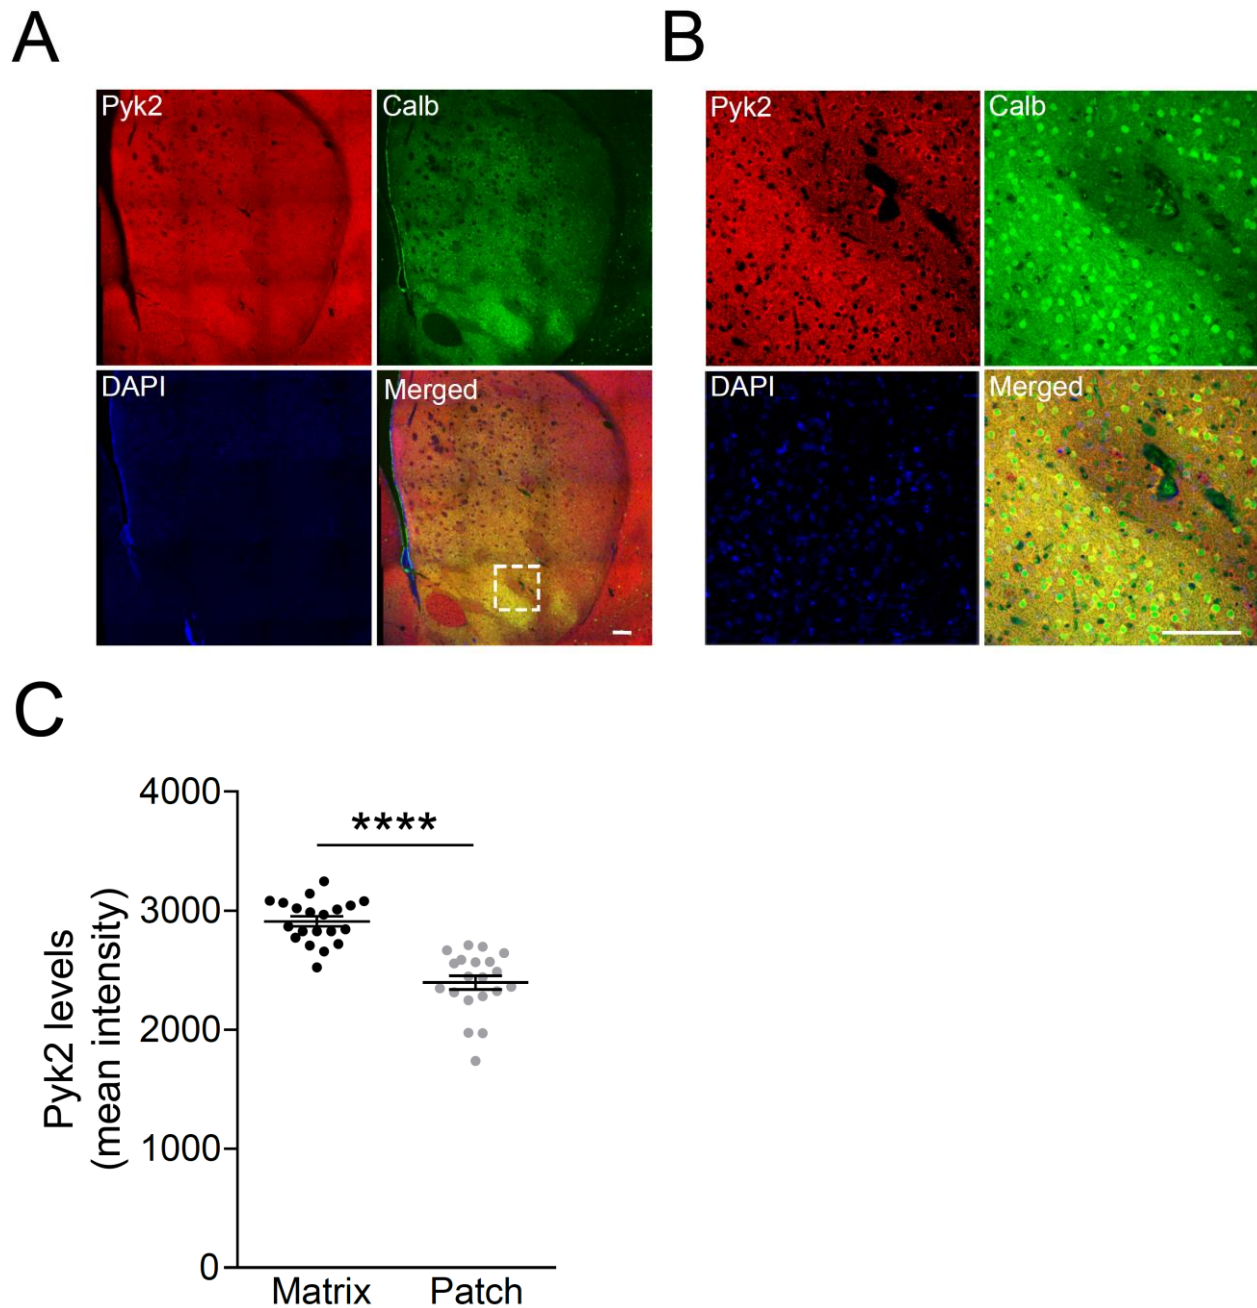 A
B
Pyk2
Calb
DAPI
Merged
Pyk2
Calb
DAPI
Merged
C
Pyk2 levels
(mean intensity)
4000
3000
2000
1000
0
****
Matrix
Patch